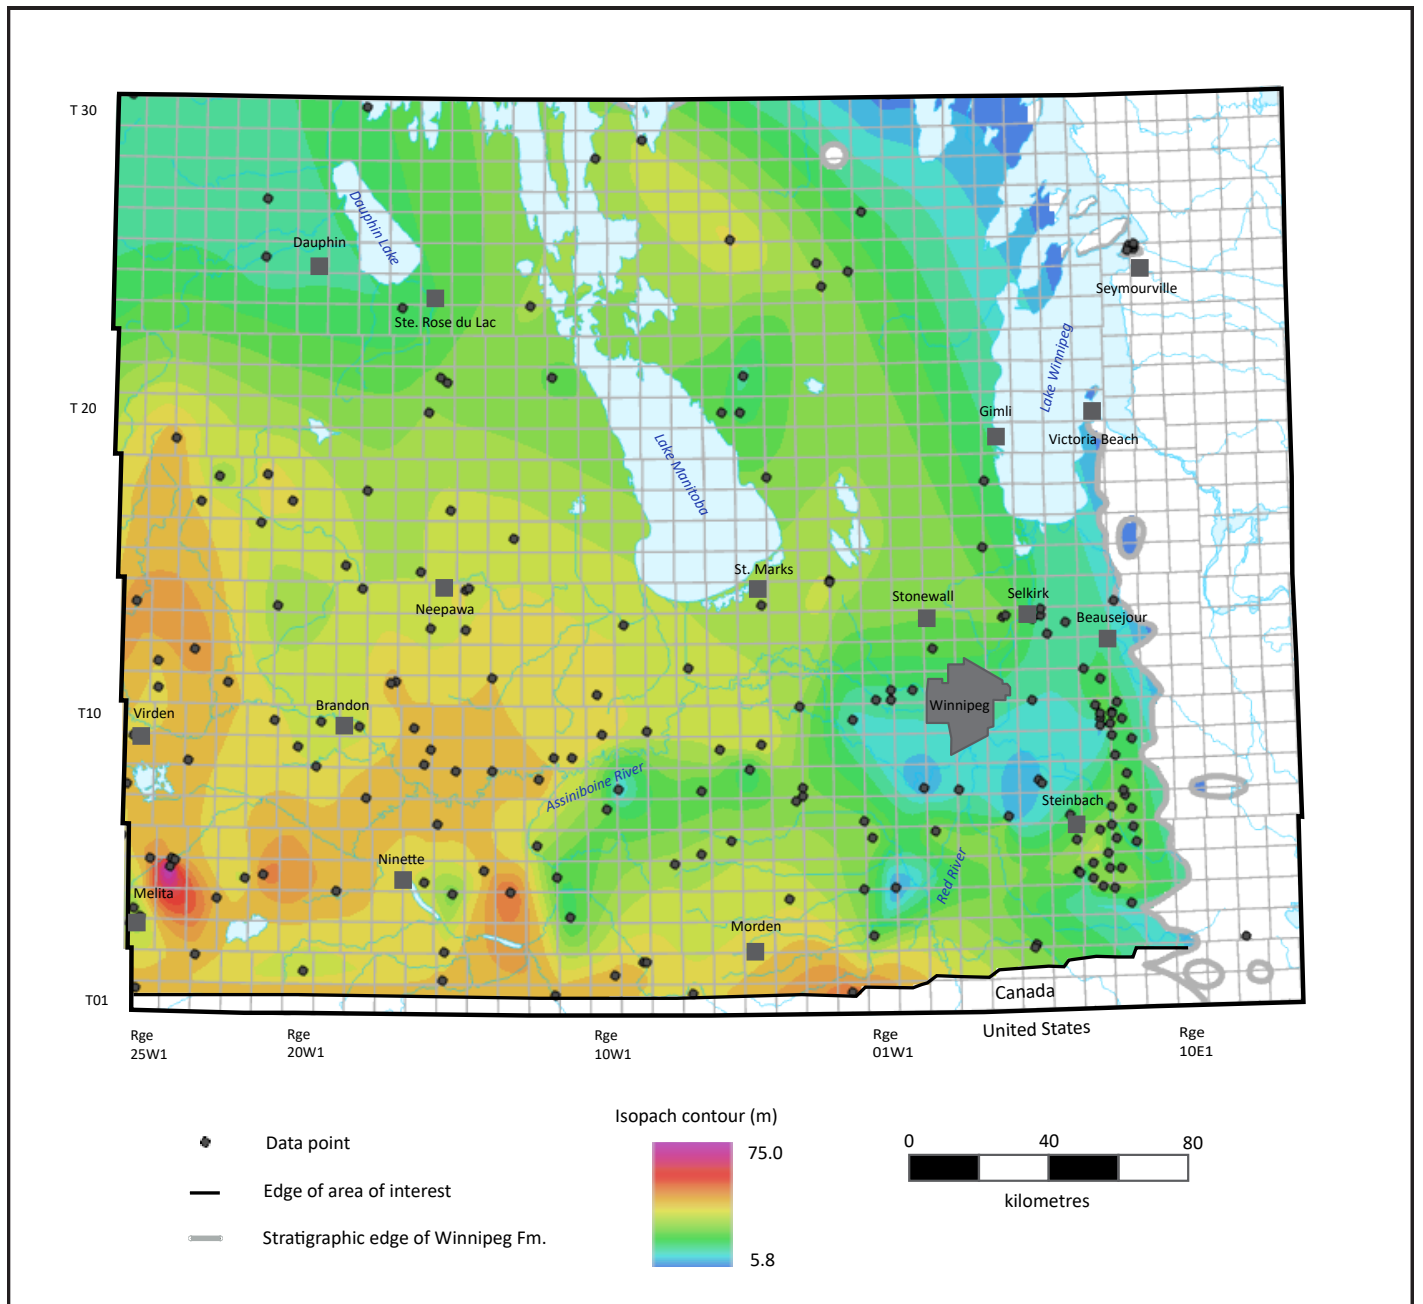 T 30
Dauphin Lake
Dauphin
Seymourville
Ste. Rose du Lac
Lake Winnipeg
T 20
Gimli
Victoria Beach
Lake Manitoba
St. Marks
Neepawa
Stonewall
Selkirk
Beausejour
T10
Virden
Brandon
Winnipeg
Assiniboine River
Steinbach
Ninette
Red River
Melita
Morden
T01
Canada
United States
Rge
25W1
Rge
20W1
Rge
10W1
Rge
01W1
Rge
10E1
Isopach contour (m)
75.0
5.8
Data point
Edge of area of interest
Stratigraphic edge of Winnipeg Fm.
0 40 80
kilometres